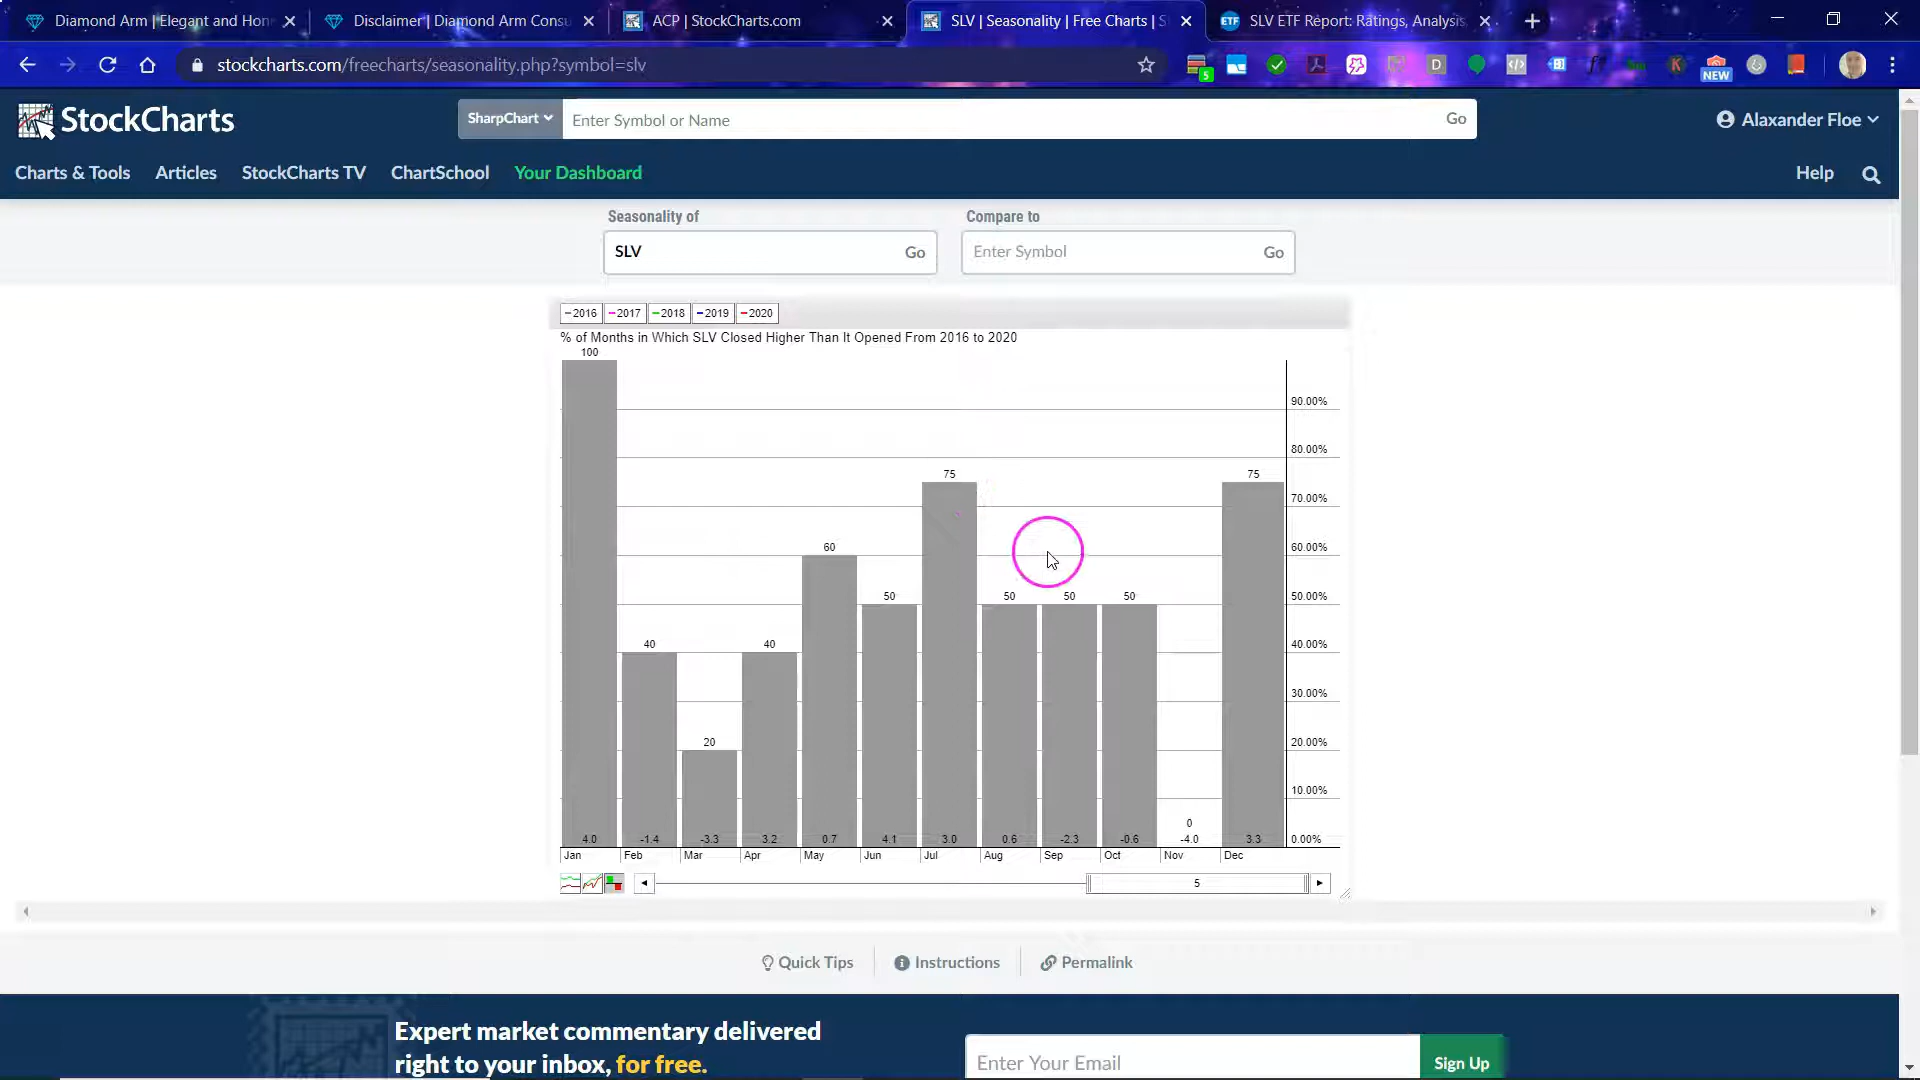 Diamond Arm | Elegant and Hon
Disclaimer | Diamond Arm Consu
ACP | StockCharts.com
SLV | Seasonality | Free Charts | S
ETF
SLV ETF Report: Ratings, Analysis,
stockcharts.com/freecharts/seasonality.php?symbol=slv
5
D
K
NEW
StockCharts
SharpChart
Enter Symbol or Name
Go
Alaxander Floe
Charts & Tools
Articles
StockCharts TV
ChartSchool
Your Dashboard
Help
Seasonality of
Compare to
SLV
Go
Enter Symbol
Go
2016
2017
2018
2019
2020
% of Months in Which SLV Closed Higher Than It Opened From 2016 to 2020
100
90.00%
80.00%
75
75
70.00%
60
60.00%
50
50
50
50
50.00%
40
40
40.00%
30.00%
20
20.00%
10.00%
0
4.0
-1.4
-3.3
3.2
0.7
4.1
3.0
0.6
-2.3
-0.6
-4.0
3.3
0.00%
Jan
Feb
Mar
Apr
May
Jun
Jul
Aug
Sep
Oct
Nov
Dec
5
Quick Tips
Instructions
Permalink
Expert market commentary delivered
right to your inbox, for free.
Enter Your Email
Sign Up